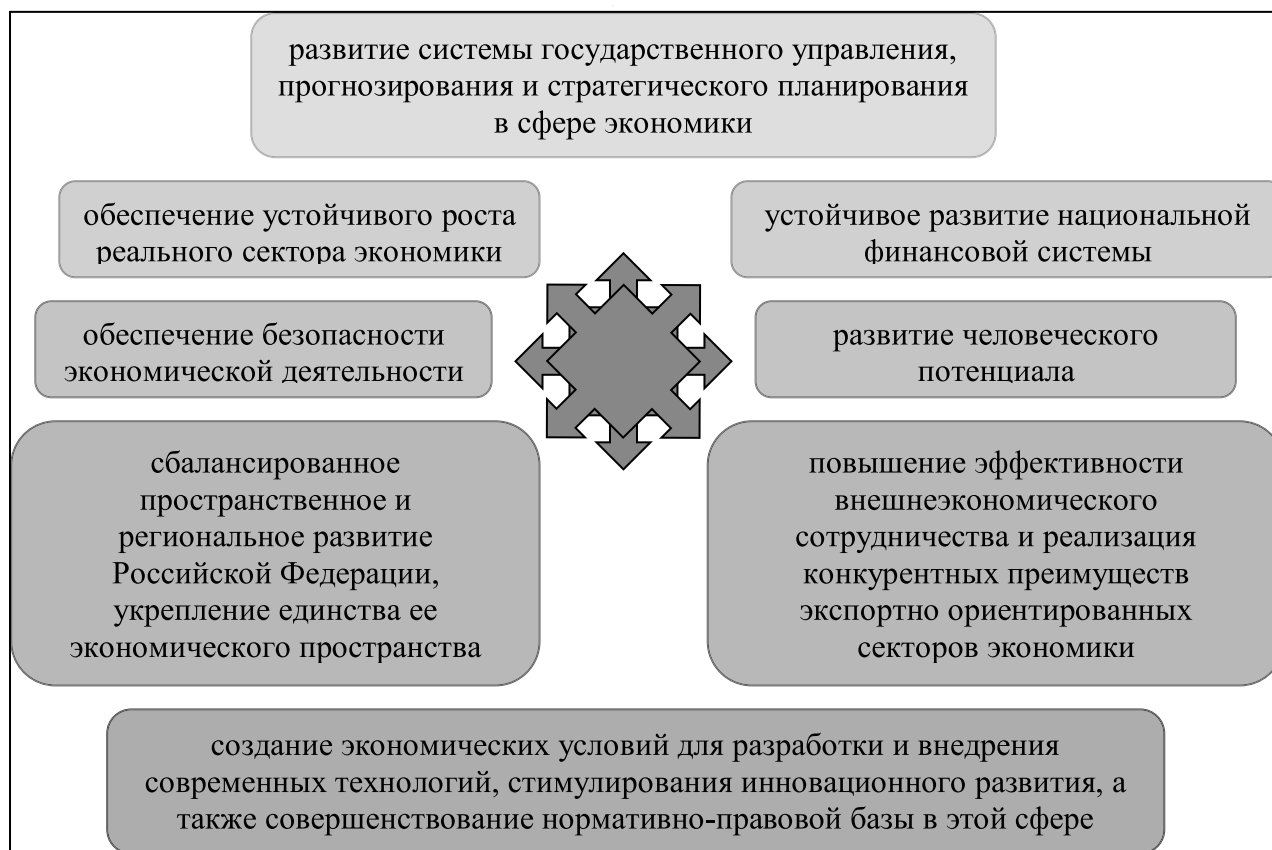 развитие системы государственного управления,
прогнозирования и стратегического планирования
в сфере экономики
обеспечение устойчивого роста
реального сектора экономики
устойчивое развитие национальной
финансовой системы
обеспечение безопасности
экономической деятельности
развитие человеческого
потенциала
сбалансированное
пространственное и
региональное развитие
Российской Федерации,
укрепление единства ее
экономического пространства
повышение эффективности
внешнеэкономического
сотрудничества и реализация
конкурентных преимуществ
экспортно ориентированных
секторов экономики
создание экономических условий для разработки и внедрения
современных технологий, стимулирования инновационного развития, а
также совершенствование нормативно-правовой базы в этой сфере